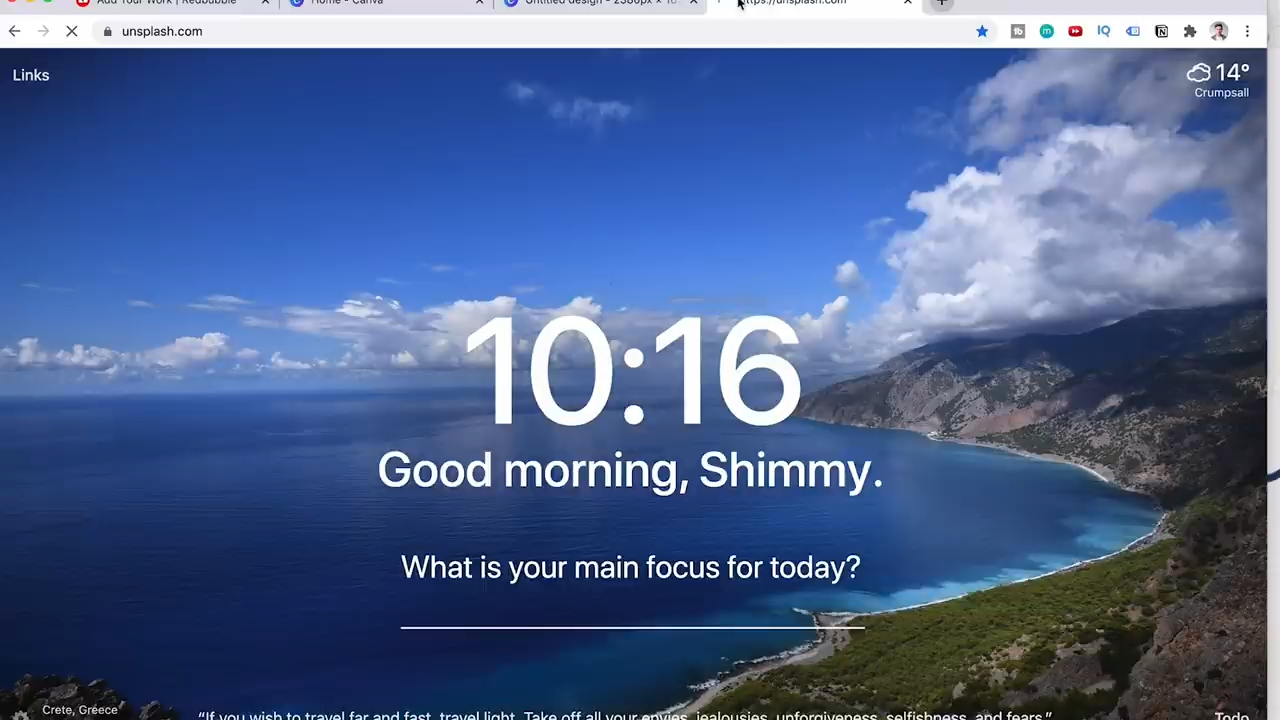 Add Your Work | Redbubble
Home - Canva
Untitled design - 2380px ×
https://unsplash.com
unsplash.com
Links
14°
Crumpsall
10:16
Good morning, Shimmy.
What is your main focus for today?
Crete, Greece
“If you wish to travel far and fast, travel light. Take off all your envies, jealousies, unforgiveness, selfishness, and fears.”
Todo